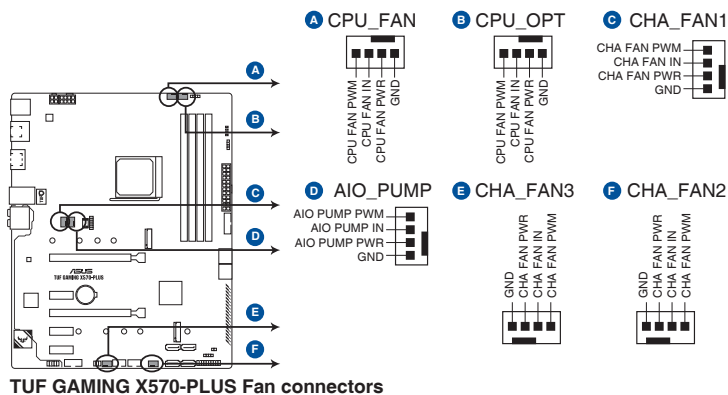 A CPU_FAN
CPU FAN PWM
CPU FAN IN
CPU FAN PWR
GND
B CPU_OPT
CPU FAN PWM
CPU FAN IN
CPU FAN PWR
GND
C CHA_FAN1
CHA FAN PWM
CHA FAN IN
CHA FAN PWR
GND
A
B
C
D
E
F
D AIO_PUMP
AIO PUMP PWM
AIO PUMP IN
AIO PUMP PWR
GND
E CHA_FAN3
GND
CHA FAN PWR
CHA FAN IN
CHA FAN PWM
F CHA_FAN2
GND
CHA FAN PWR
CHA FAN IN
CHA FAN PWM
ASUS
TUF GAMING X570-PLUS
TUF GAMING X570-PLUS Fan connectors